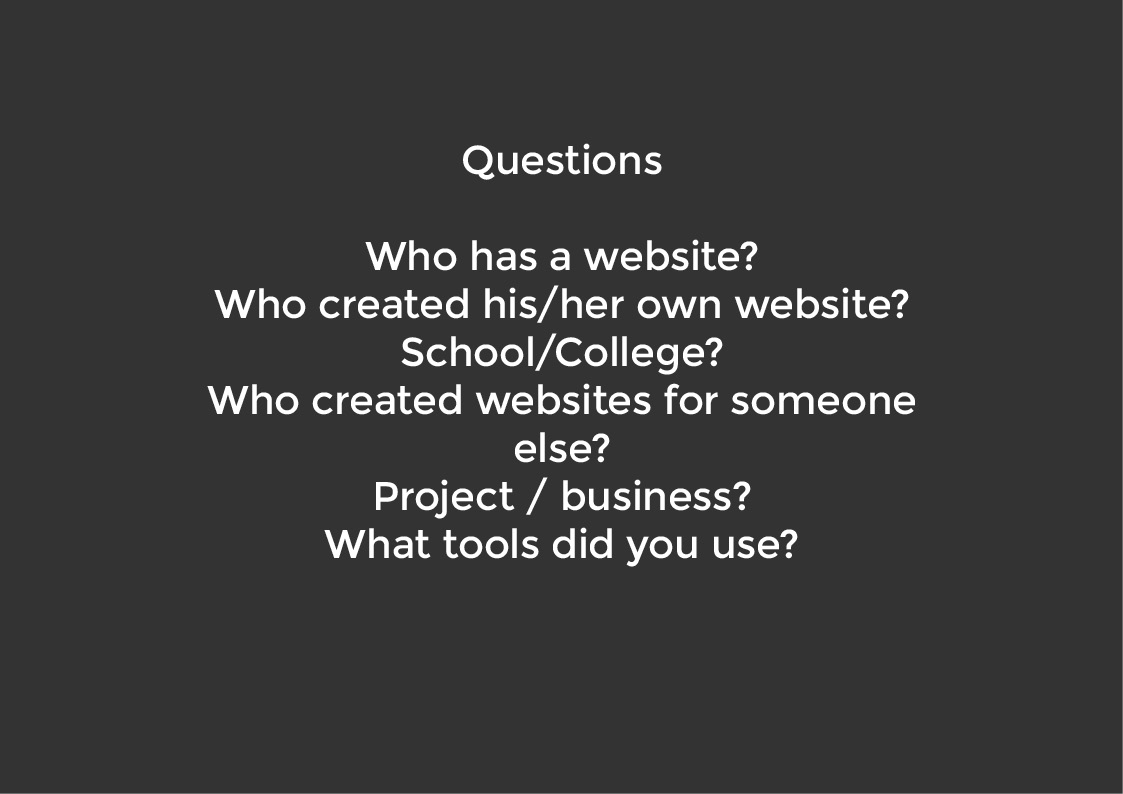 Questions
Who has a website?
Who created his/her own website?
School/College?
Who created websites for someone
else?
Project / business?
What tools did you use?